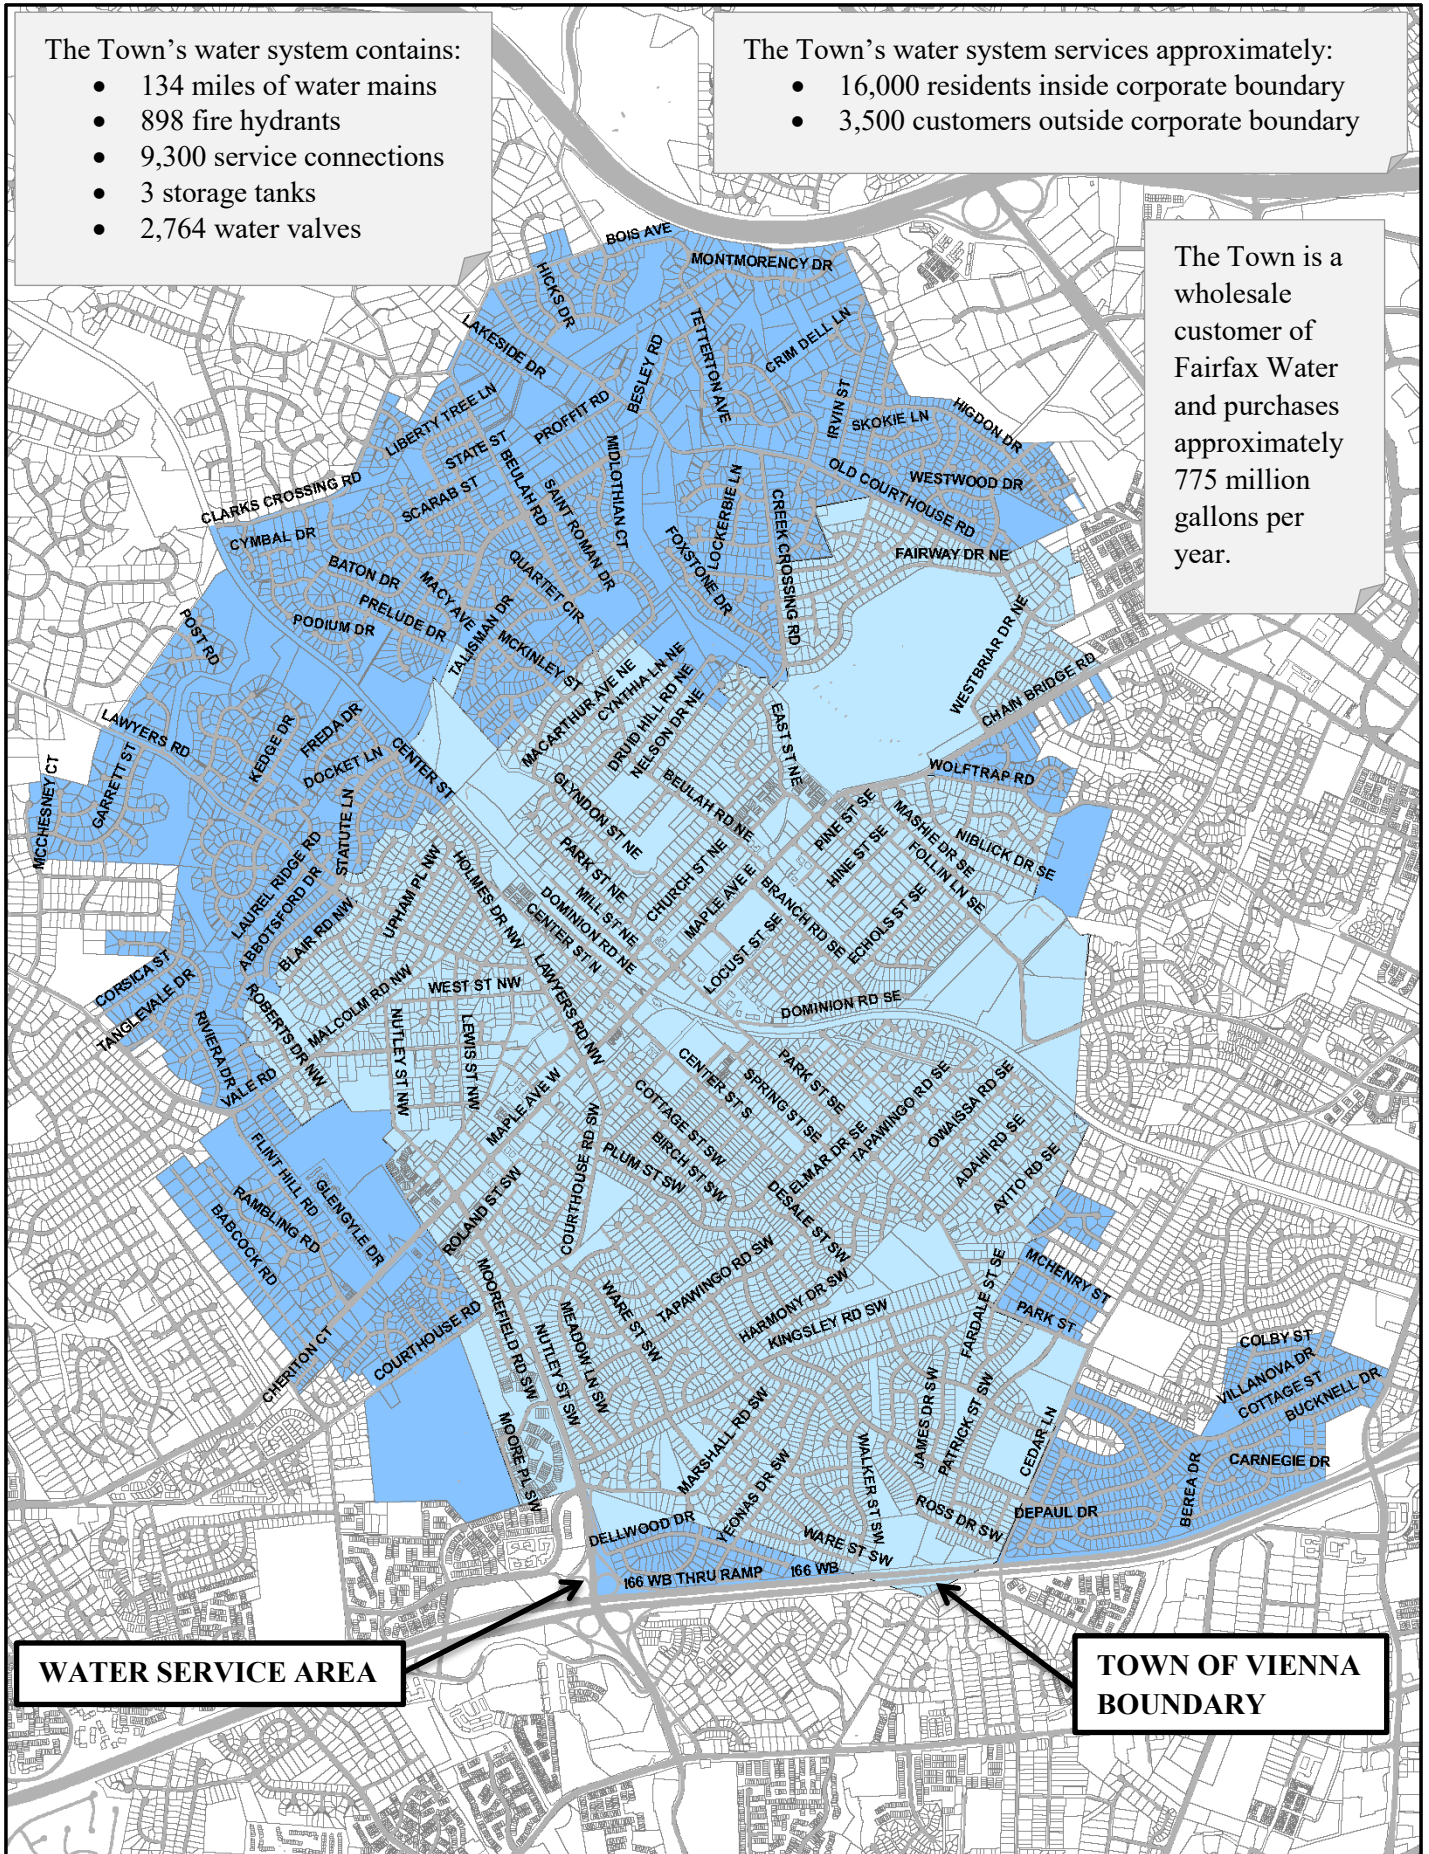 The Town's water system contains:
• 134 miles of water mains
• 898 fire hydrants
• 9,300 service connections
• 3 storage tanks
• 2,764 water valves
The Town's water system services approximately:
• 16,000 residents inside corporate boundary
• 3,500 customers outside corporate boundary
The Town is a
wholesale
customer of
Fairfax Water
and purchases
approximately
775 million
gallons per
year.
BOIS AVE
MONTMORENCY DR
HICKS DR
LAKESIDE DR
TETTERTON AVE
CRIM DELL LN
BESLEY RD
LIBERTY TREE LN
PROFFIT RD
IRVIN ST
SKOKIE LN
HIGDON DR
STATE ST
BEULAH RD
MIDLOTHIAN CT
OLD COURTHOUSE RD
WESTWOOD DR
CLARKS CROSSING RD
SCARAB ST
SAINT ROMAN DR
LOCKERBIE LN
CREEK CROSSING RD
CYMBAL DR
FOXSTONE DR
FAIRWAY DR NE
BATON DR
MACY AVE
QUARTET CIR
PRELUDE DR
PODIUM DR
TALISMAN DR
MCKINLEY ST
POST RD
WESTBRIAR DR NE
CHAIN BRIDGE RD
MACARTHUR AVE NE
CYNTHIA LN NE
DRUID HILL RD NE
NELSON DR NE
EAST ST NE
LAWYERS RD
KEDGE DR
FREDA DR
DOCKET LN
CENTER ST
WOLFTRAP RD
MCCHESNEY CT
GARRETT ST
STATUTE LN
GLYNDON ST NE
BEULAH RD NE
PINE ST SE
MASHIE DR SE
NIBLICK DR SE
HINE ST SE
FOLLIN LN SE
LAUREL RIDGE RD
ABBOTSFORD DR
BLAIR RD NW
UPHAM PL NW
HOLMES DR NW
PARK ST NE
MILL ST NE
DOMINION RD NE
CENTER ST N
CHURCH ST NE
MAPLE AVE E
BRANCH RD SE
ECHOLS ST SE
LOCUST ST SE
CORSICA ST
TANGLEVALE DR
RIVIERA DR
ROBERTS DR NW
MALCOLM RD NW
WEST ST NW
LAWYERS RD NW
DOMINION RD SE
NUTLEY ST NW
LEWIS ST NW
VALE RD
MAPLE AVE W
CENTER ST S
PARK ST SE
SPRING ST SE
COTTAGE ST SW
BIRCH ST SW
PLUM ST SW
COURTHOUSE RD SW
ELMAR DR SE
TAPAWINGO RD SE
OWAISSA RD SE
ADAHI RD SE
AYITO RD SE
DESALE ST SW
FLINT HILL RD
GLENGYLE DR
RAMBLING RD
BABCOCK RD
ROLAND ST SW
MOOREFIELD RD SW
TAPAWINGO RD SW
HARMONY DR SW
KINGSLEY RD SW
FARDALE ST SE
MCHENRY ST
PARK ST
WARE ST SW
MEADOW LN SW
NUTLEY ST SW
COURTHOUSE RD
CHERITON CT
COLBY ST
VILLANOVA DR
COTTAGE ST
BUCKNELL DR
JAMES DR SW
PATRICK ST SW
CEDAR LN
MARSHALL RD SW
MOORE PL SW
YEONAS DR SW
WALKER ST SW
CARNEGIE DR
BEREA DR
DEPAUL DR
ROSS DR SW
DELLWOOD DR
WARE ST SW
166 WB THRU RAMP
166 WB
WATER SERVICE AREA
TOWN OF VIENNA
BOUNDARY